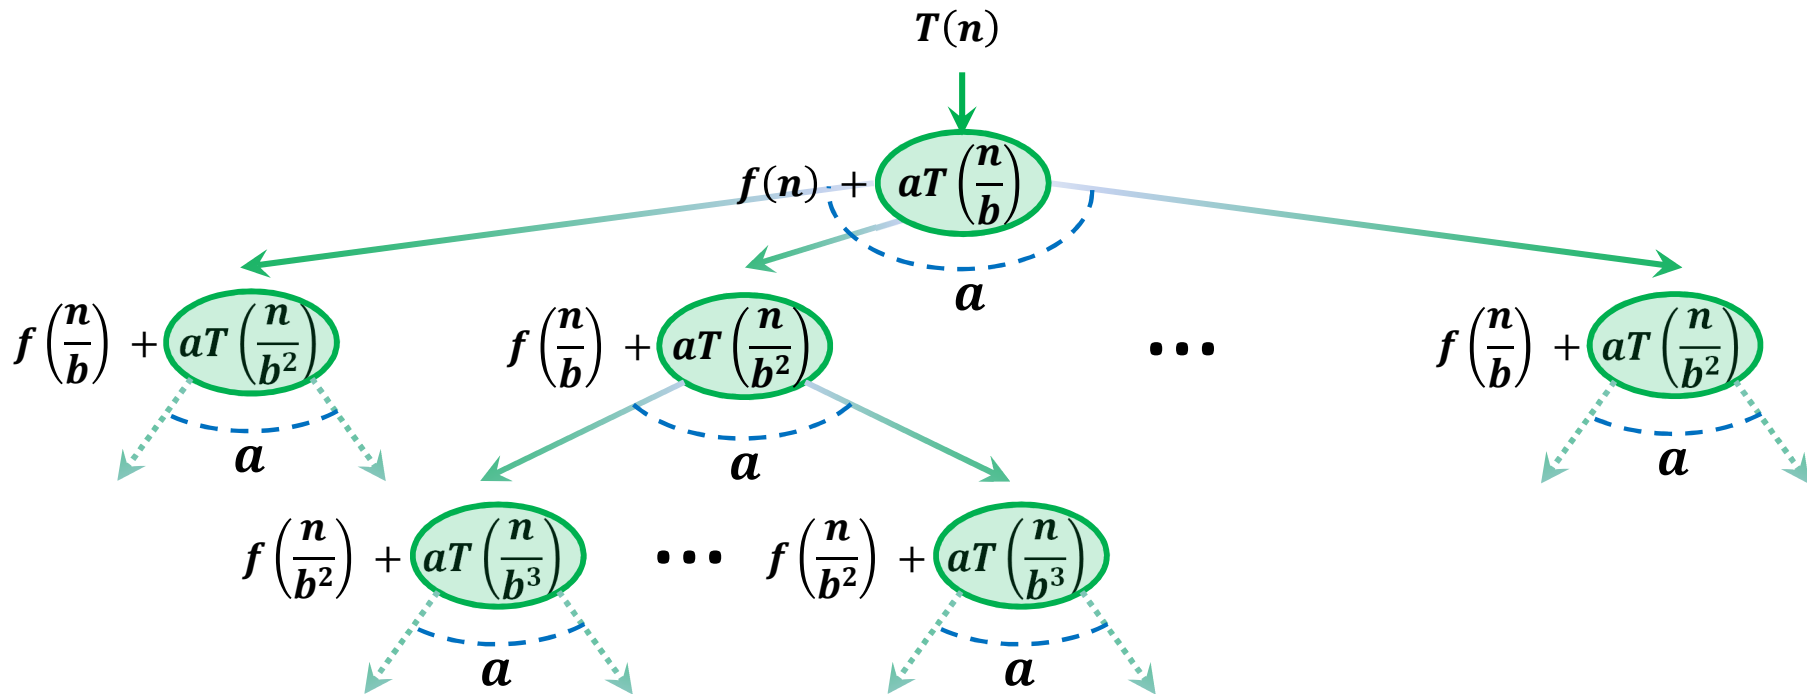 T(n)
f(n) + aT(n/b)
a
f(n/b) + aT(n/b²) f(n/b) + aT(n/b²) ••• f(n/b) + aT(n/b²)
a a a
f(n/b²) + aT(n/b³) ••• f(n/b²) + aT(n/b³)
a a